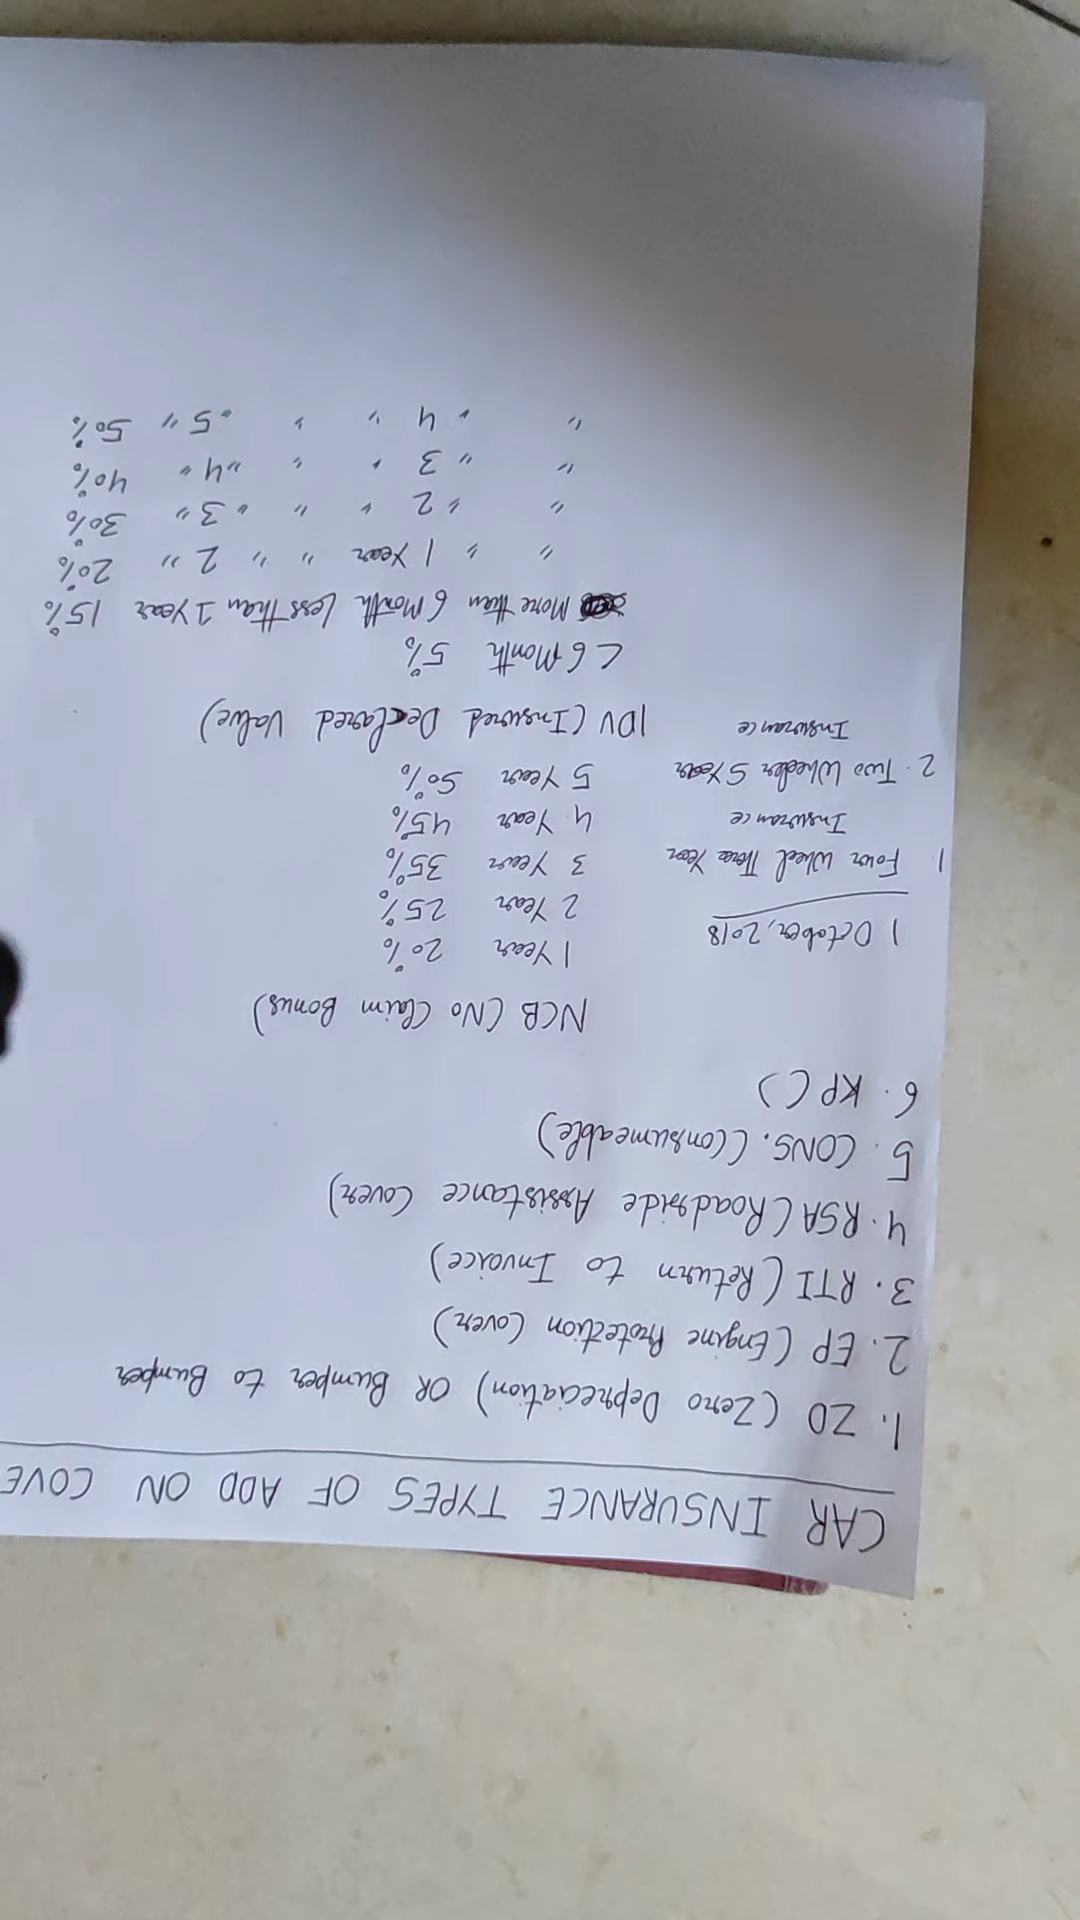 CAR INSURANCE TYPES OF ADD ON COVE
1. ZD (Zero Depreciation) OR Bumper to Bumper
2. EP (Engine Protection Cover)
3. RTI (Return to Invoice)
4. RSA (Roadside Assistance Cover)
5. CONS. (Consumeable)
6. KP ( )
NCB (No Claim Bonus)
1 Year 20%
2 Year 25%
3 Year 35%
4 Year 45%
5 Year 50%
1 October, 2018
1. Four Wheel Three Year
Insurance
2. Two Wheeler 5 Year
Insurance
IDV (Insured Declared Value)
< 6 Month 5%
More than 6 Month Less than 1 Year 15%
" " 1 Year " " 2 " 20%
" " 2 " " " 3 " 30%
" " 3 " " " 4 " 40%
" " 4 " " " 5 " 50%